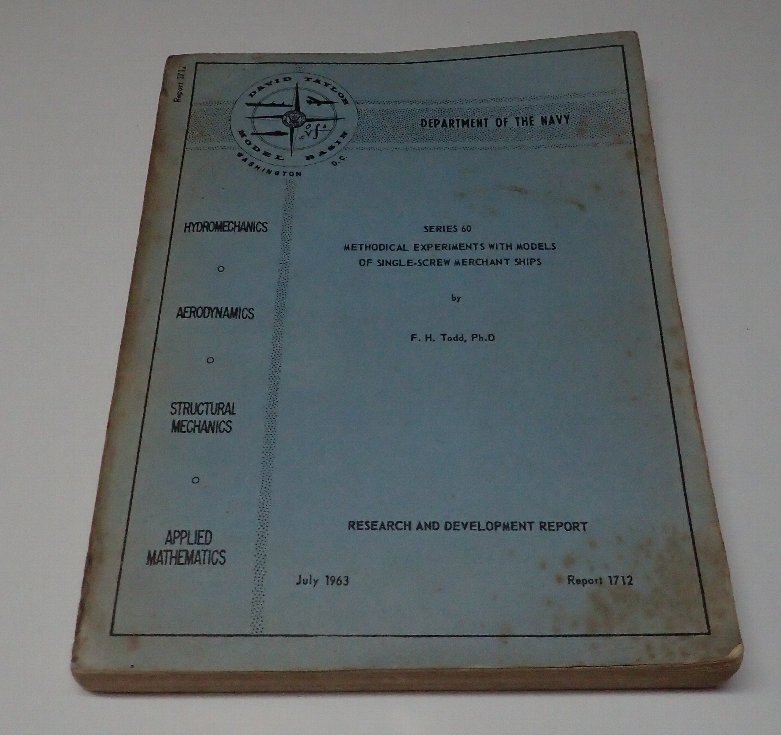 Report 1712
DAVID TAYLOR
MODEL BASIN
WASHINGTON D.C.
DEPARTMENT OF THE NAVY
HYDROMECHANICS
AERODYNAMICS
STRUCTURAL
MECHANICS
APPLIED
MATHEMATICS
SERIES 60
METHODICAL EXPERIMENTS WITH MODELS
OF SINGLE-SCREW MERCHANT SHIPS
by
F. H. Todd, Ph.D
RESEARCH AND DEVELOPMENT REPORT
July 1963
Report 1712